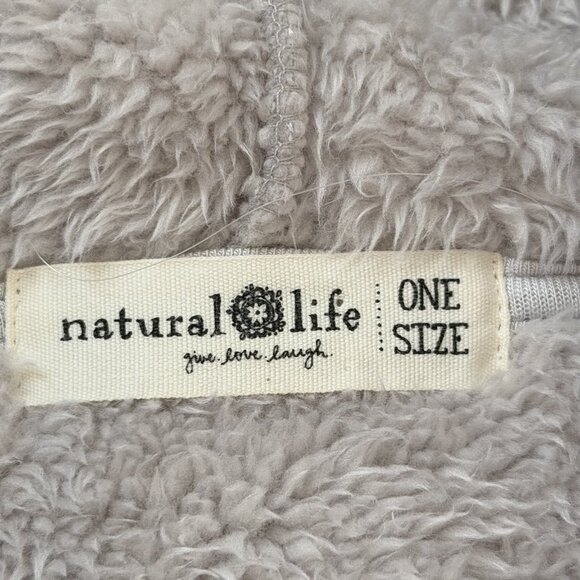 natural life
give. love. laugh.
ONE
SIZE